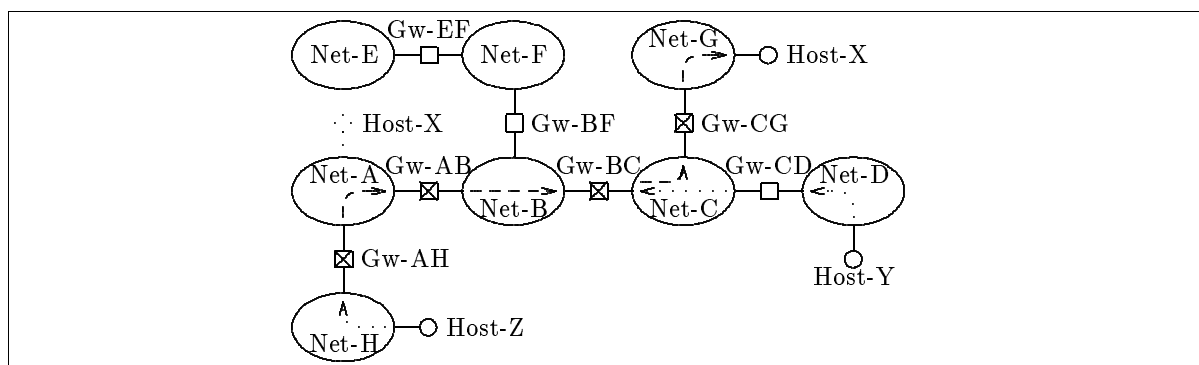 Gw-EF
Net-E
Net-F
Net-G
Host-X
Host-X
Gw-BF
Gw-CG
Net-A
Gw-AB
Gw-BC
Gw-CD
Net-D
Net-B
Net-C
Gw-AH
Host-Y
Host-Z
Net-H